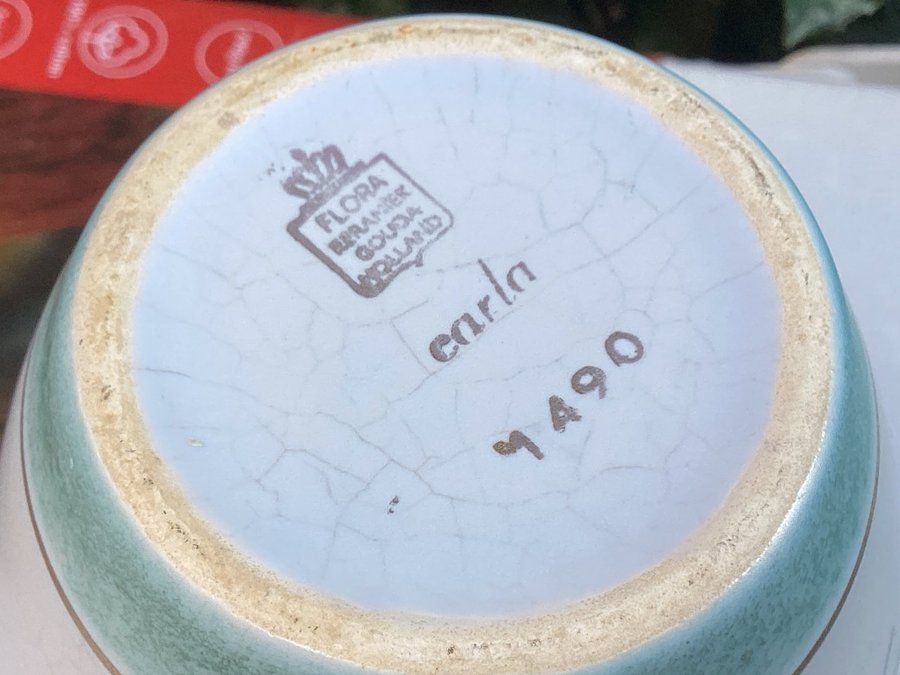 FLORA
KERAMIEK
GOUDA
HOLLAND
carla
1490